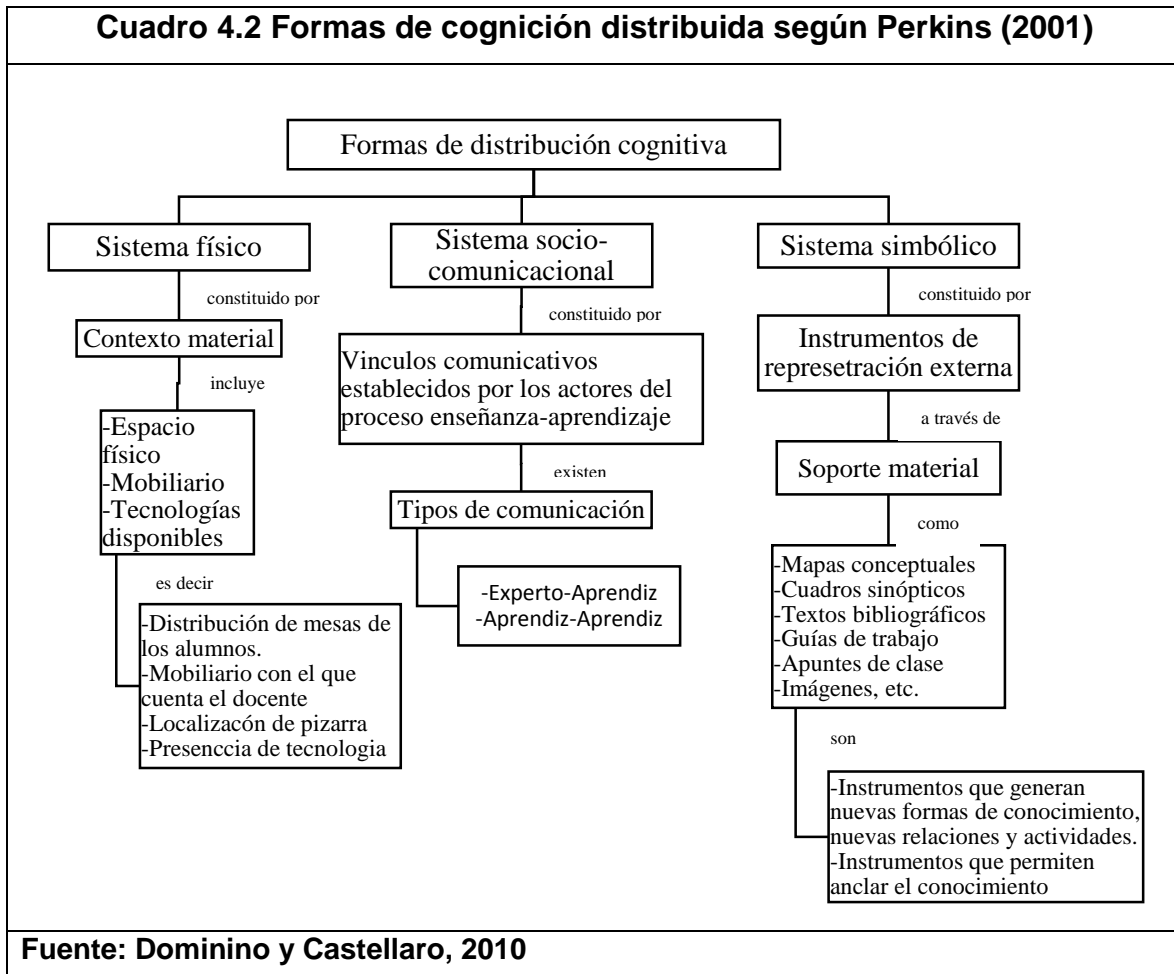 Cuadro 4.2 Formas de cognición distribuida según Perkins (2001)
Formas de distribución cognitiva
Sistema físico
constituido por
Contexto material
incluye
-Espacio
físico
-Mobiliario
-Tecnologías
disponibles
es decir
-Distribución de mesas de
los alumnos.
-Mobiliario con el que
cuenta el docente
-Localizacón de pizarra
-Presenccia de tecnologia
Sistema socio-
comunicacional
constituido por
Vinculos comunicativos
establecidos por los actores del
proceso enseñanza-aprendizaje
existen
Tipos de comunicación
-Experto-Aprendiz
-Aprendiz-Aprendiz
Sistema simbólico
constituido por
Instrumentos de
represetración externa
a través de
Soporte material
como
-Mapas conceptuales
-Cuadros sinópticos
-Textos bibliográficos
-Guías de trabajo
-Apuntes de clase
-Imágenes, etc.
son
-Instrumentos que generan
nuevas formas de conocimiento,
nuevas relaciones y actividades.
-Instrumentos que permiten
anclar el conocimiento
Fuente: Dominino y Castellaro, 2010